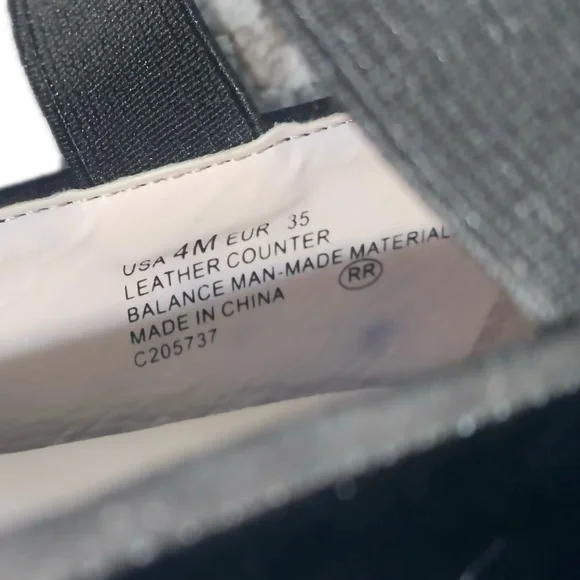 USA 4M EUR 35
LEATHER COUNTER
BALANCE MAN-MADE MATERIAL
RR
MADE IN CHINA
C205737